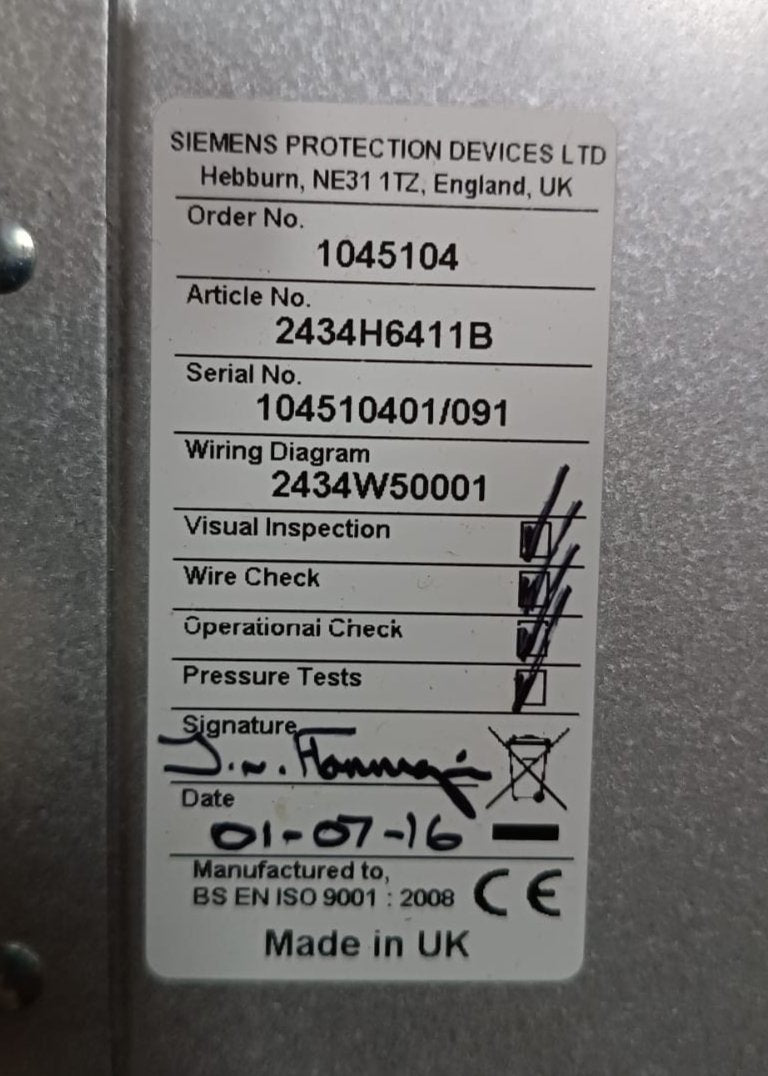 SIEMENS PROTECTION DEVICES LTD
Hebburn, NE31 1TZ, England, UK
Order No.
1045104
Article No.
2434H6411B
Serial No.
104510401/091
Wiring Diagram
2434W50001
Visual Inspection
Wire Check
Operational Check
Pressure Tests
Signature
Date
01-07-16
Manufactured to,
BS EN ISO 9001 : 2008 CE
Made in UK